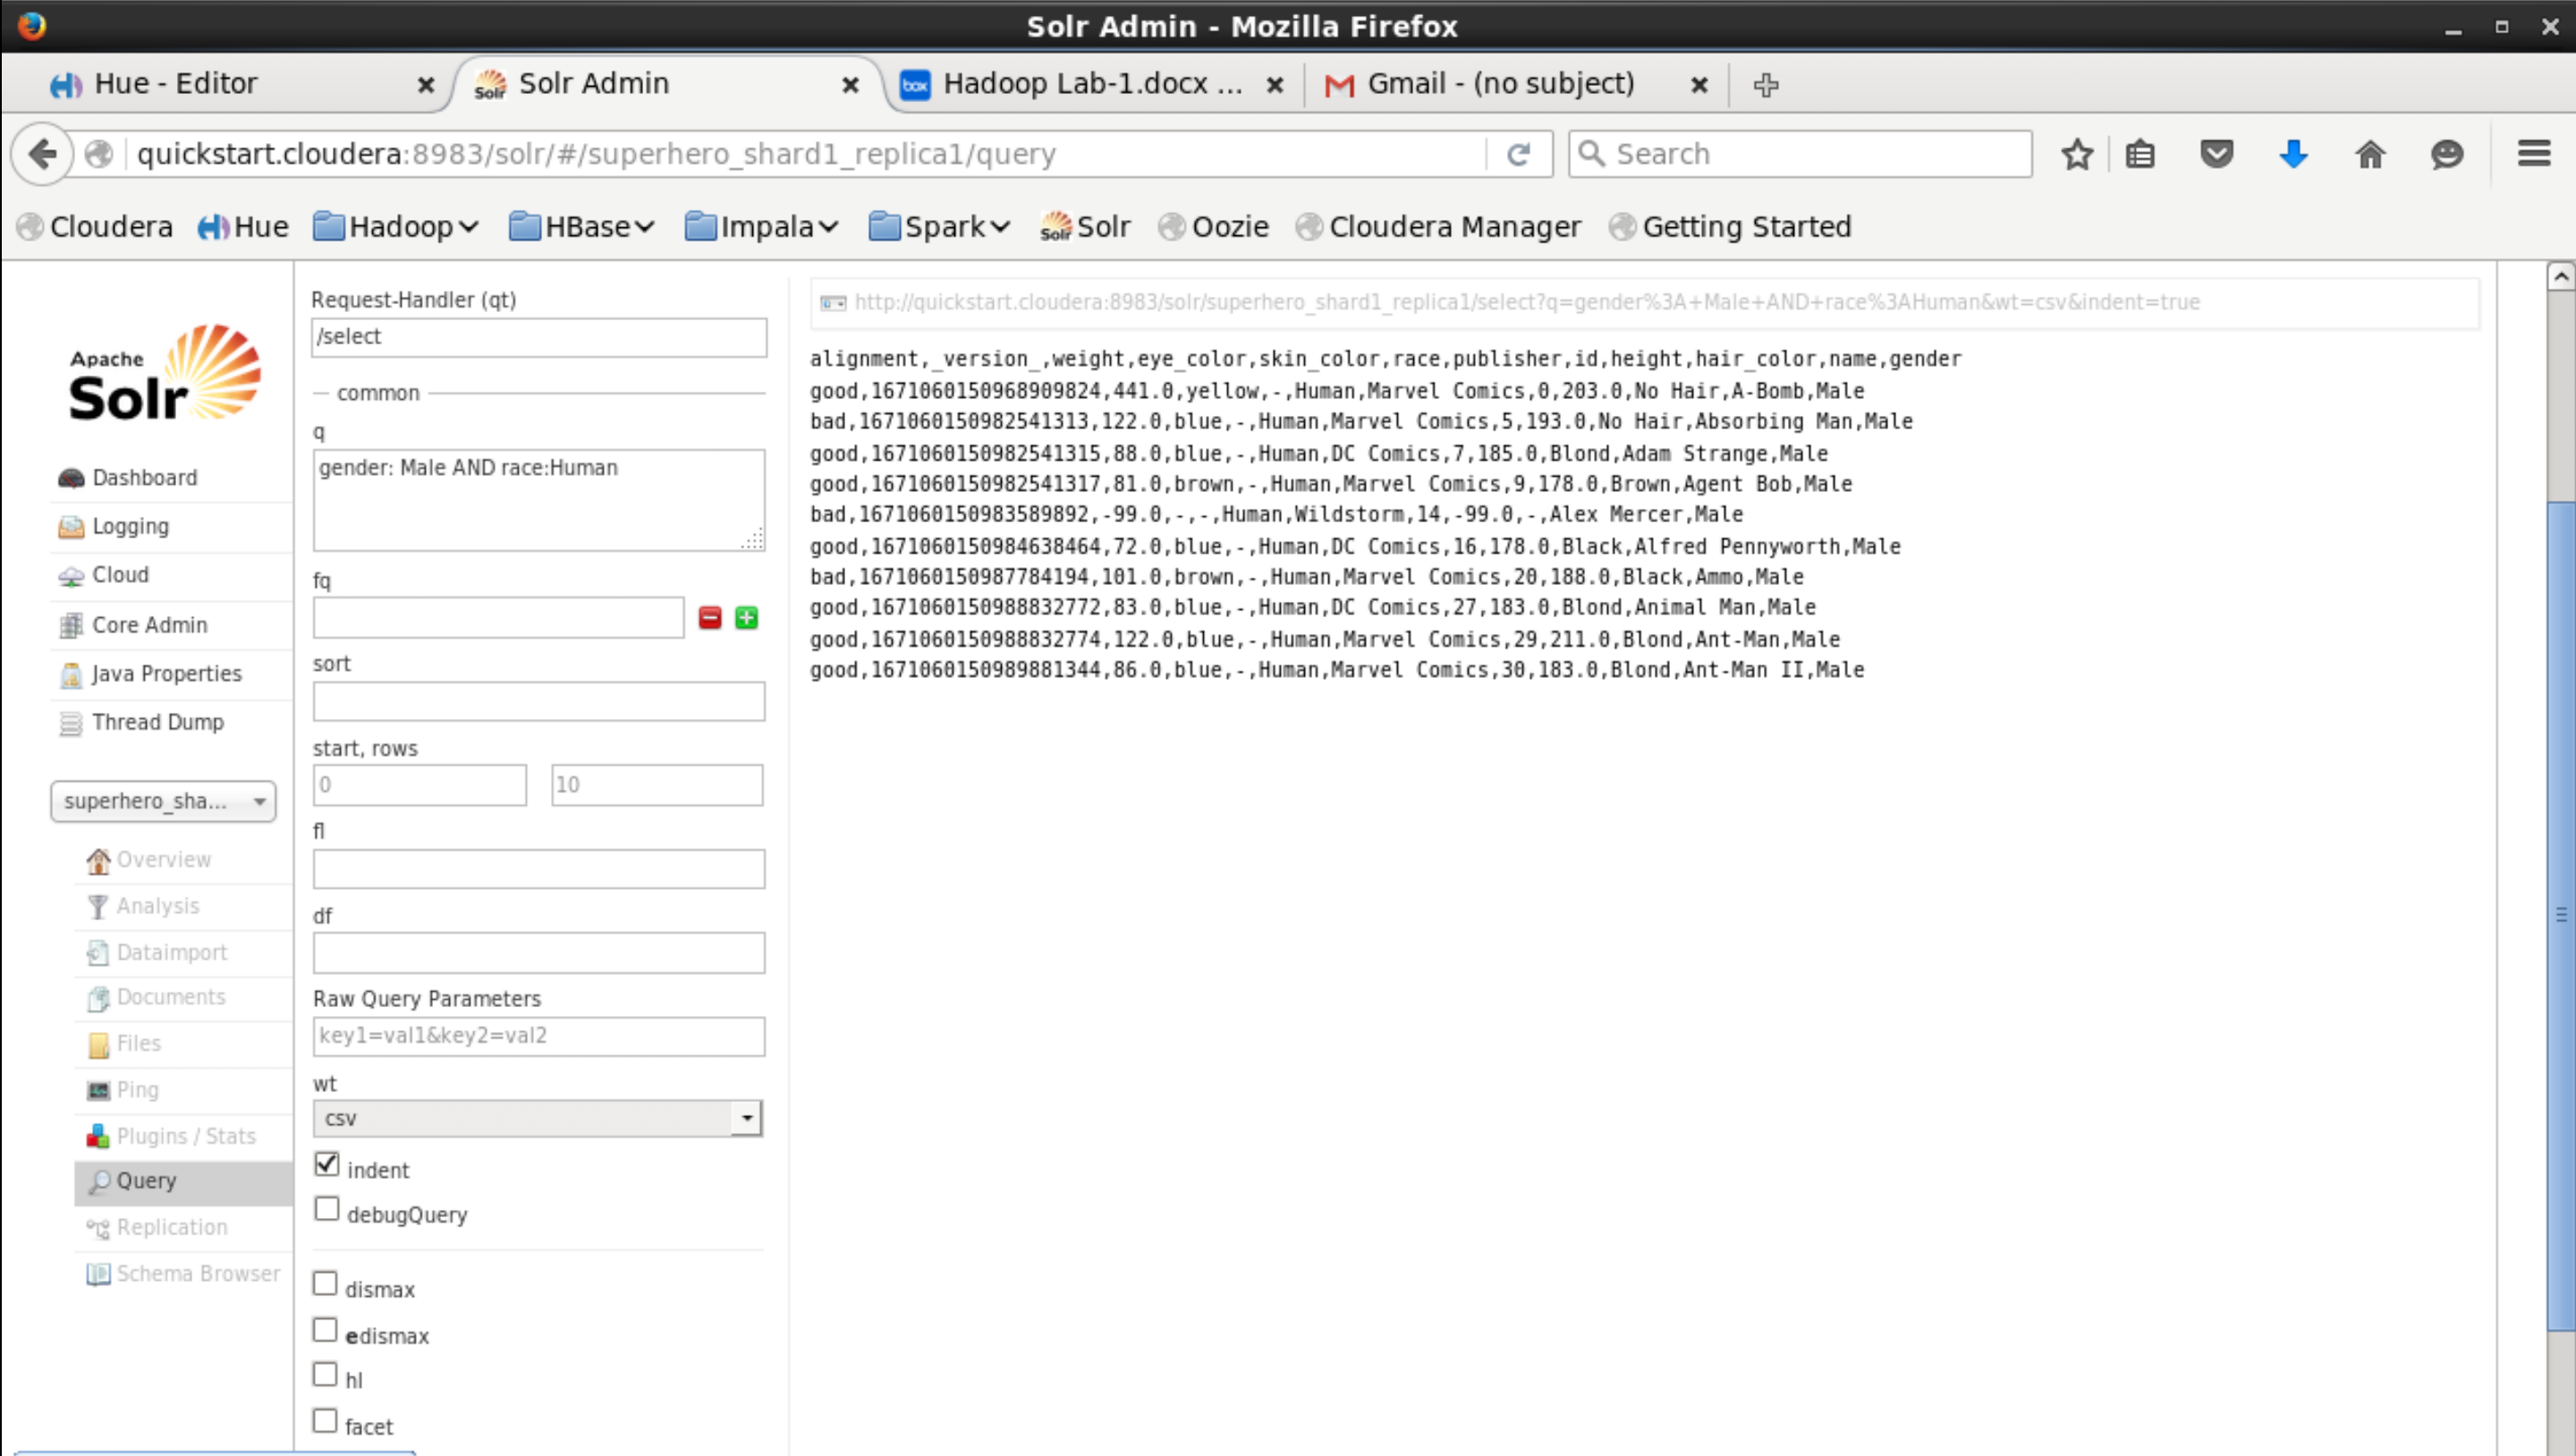 Solr Admin - Mozilla Firefox
Hue - Editor
Solr Admin
Hadoop Lab-1.docx ...
Gmail - (no subject)
quickstart.cloudera:8983/solr/#/superhero_shard1_replica1/query
Search
Cloudera Hue Hadoop HBase Impala Spark Solr Oozie Cloudera Manager Getting Started
Apache
Solr
Dashboard
Logging
Cloud
Core Admin
Java Properties
Thread Dump
superhero_sha...
Overview
Analysis
Dataimport
Documents
Files
Ping
Plugins / Stats
Query
Replication
Schema Browser
Request-Handler (qt)
/select
common
q
gender: Male AND race:Human
fq
sort
start, rows
0 10
fl
df
Raw Query Parameters
key1=val1&key2=val2
wt
csv
indent
debugQuery
dismax
edismax
hl
facet
http://quickstart.cloudera:8983/solr/superhero_shard1_replica1/select?q=gender%3A+Male+AND+race%3AHuman&wt=csv&indent=true
alignment,_version_,weight,eye_color,skin_color,race,publisher,id,height,hair_color,name,gender
good,1671060150968909824,441.0,yellow,-,Human,Marvel Comics,0,203.0,No Hair,A-Bomb,Male
bad,1671060150982541313,122.0,blue,-,Human,Marvel Comics,5,193.0,No Hair,Absorbing Man,Male
good,1671060150982541315,88.0,blue,-,Human,DC Comics,7,185.0,Blond,Adam Strange,Male
good,1671060150982541317,81.0,brown,-,Human,Marvel Comics,9,178.0,Brown,Agent Bob,Male
bad,1671060150983589892,-99.0,-,-,Human,Wildstorm,14,-99.0,-,Alex Mercer,Male
good,1671060150984638464,72.0,blue,-,Human,DC Comics,16,178.0,Black,Alfred Pennyworth,Male
bad,1671060150987784194,101.0,brown,-,Human,Marvel Comics,20,188.0,Black,Ammo,Male
good,1671060150988832772,83.0,blue,-,Human,DC Comics,27,183.0,Blond,Animal Man,Male
good,1671060150988832774,122.0,blue,-,Human,Marvel Comics,29,211.0,Blond,Ant-Man,Male
good,1671060150989881344,86.0,blue,-,Human,Marvel Comics,30,183.0,Blond,Ant-Man II,Male